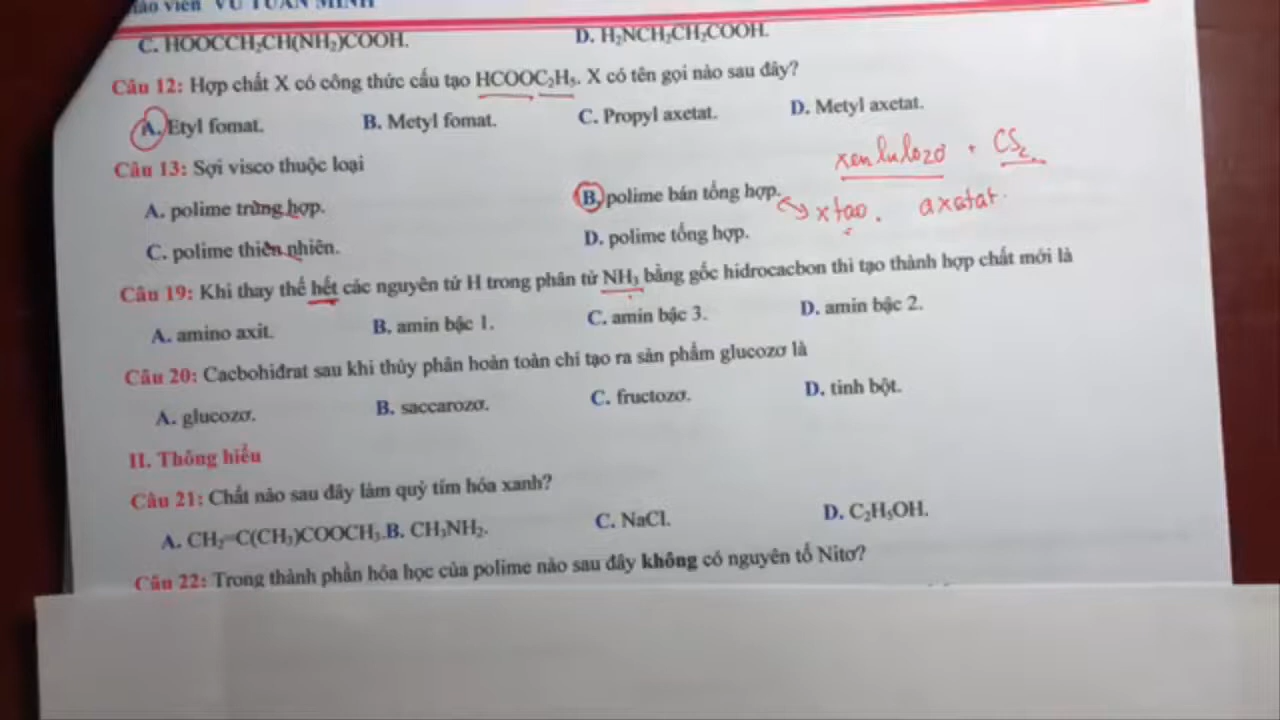 VŨ TUẤN MINH
C. HOOCCH₂CH(NH₂)COOH. D. H₂NCH₂CH₂COOH.
Câu 12: Hợp chất X có công thức cấu tạo HCOOC₂H₅. X có tên gọi nào sau đây?
A. Etyl fomat. B. Metyl fomat. C. Propyl axetat. D. Metyl axetat.
Câu 13: Sợi visco thuộc loại
xenlulozơ + CS₂
A. polime trùng hợp. B. polime bán tổng hợp.
xtao. axatat.
C. polime thiên nhiên. D. polime tổng hợp.
Câu 19: Khi thay thế hết các nguyên tử H trong phân tử NH₃ bằng gốc hidrocacbon thì tạo thành hợp chất mới là
A. amino axit. B. amin bậc 1. C. amin bậc 3. D. amin bậc 2.
Câu 20: Cacbohiđrat sau khi thủy phân hoàn toàn chỉ tạo ra sản phẩm glucozơ là
A. glucozơ. B. saccarozơ. C. fructozơ. D. tinh bột.
II. Thông hiểu
Câu 21: Chất nào sau đây làm quỳ tím hóa xanh?
A. CH₂=C(CH₃)COOCH₃. B. CH₃NH₂. C. NaCl. D. C₂H₅OH.
Câu 22: Trong thành phần hóa học của polime nào sau đây không có nguyên tố Nitơ?